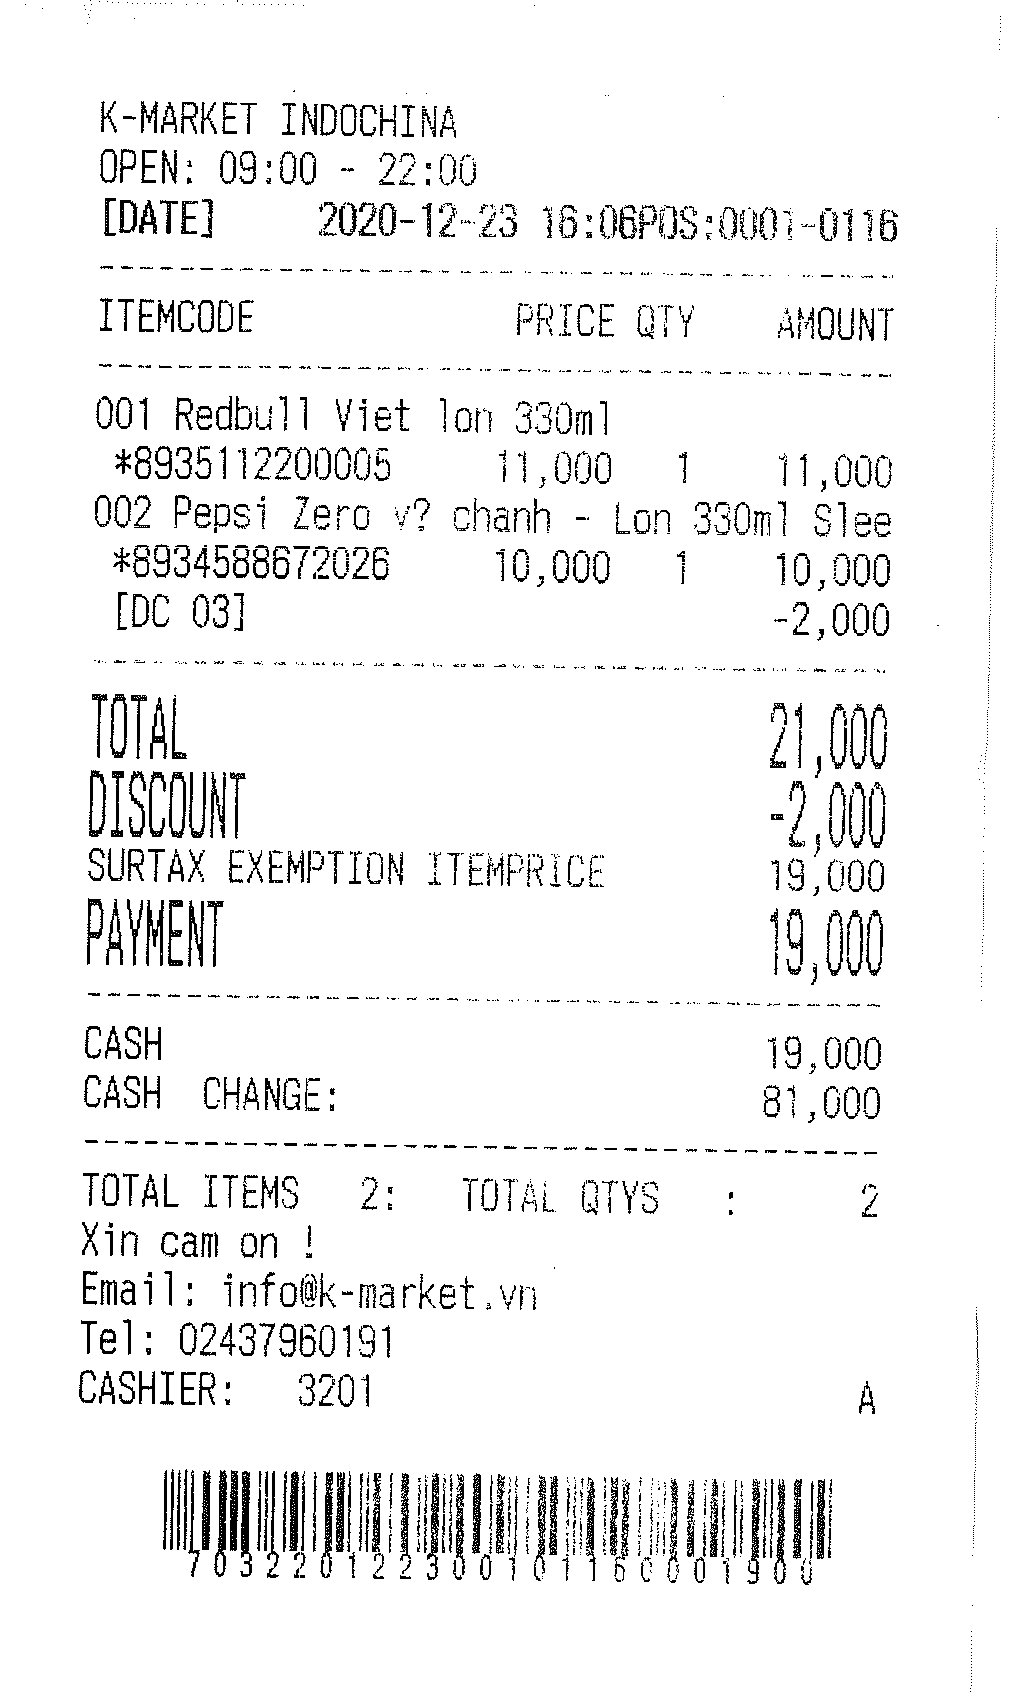 K-MARKET INDOCHINA
OPEN: 09:00 - 22:00
[DATE] 2020-12-23 16:06POS:0001-0116
ITEMCODE PRICE QTY AMOUNT
001 Redbull Viet lon 330ml
*8935112200005 11,000 1 11,000
002 Pepsi Zero v? chanh - Lon 330ml Slee
*8934588672026 10,000 1 10,000
[DC 03] -2,000
TOTAL 21,000
DISCOUNT -2,000
SURTAX EXEMPTION ITEMPRICE 19,000
PAYMENT 19,000
CASH 19,000
CASH CHANGE: 81,000
TOTAL ITEMS 2: TOTAL QTYS : 2
Xin cam on !
Email: info@k-market.vn
Tel: 02437960191
CASHIER: 3201 A
703220122300101160001900